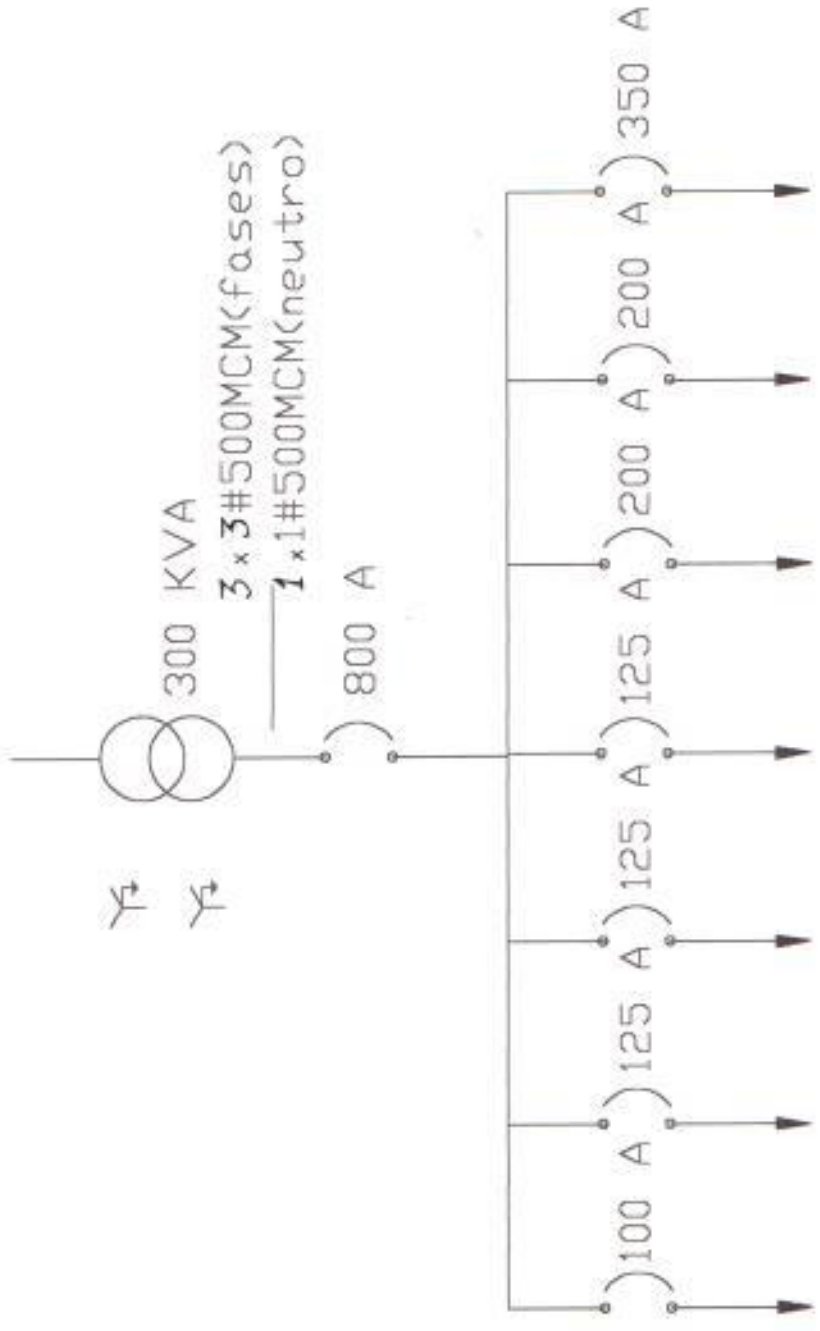 300 KVA
3x3#500MCM(fases)
1x1#500MCM(neutro)
800 A
100 A
125 A
125 A
125 A
200 A
200 A
350 A